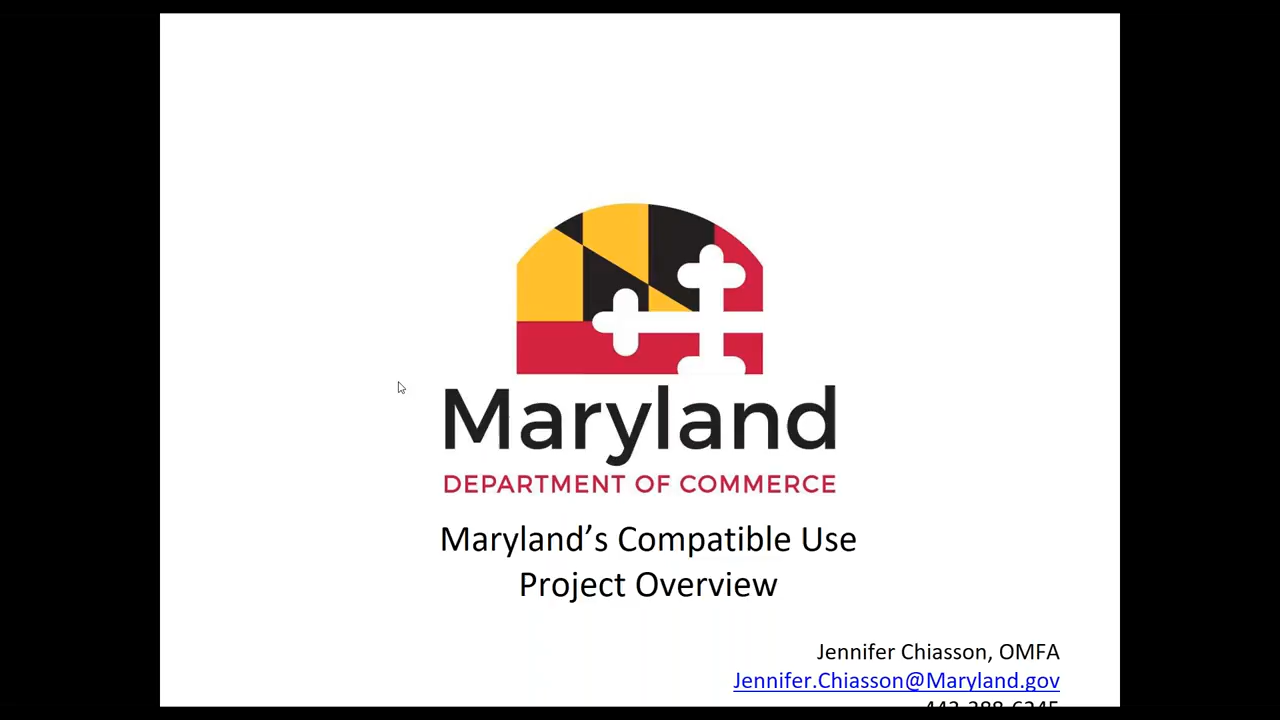 Maryland
DEPARTMENT OF COMMERCE
Maryland’s Compatible Use
Project Overview
Jennifer Chiasson, OMFA
Jennifer.Chiasson@Maryland.gov